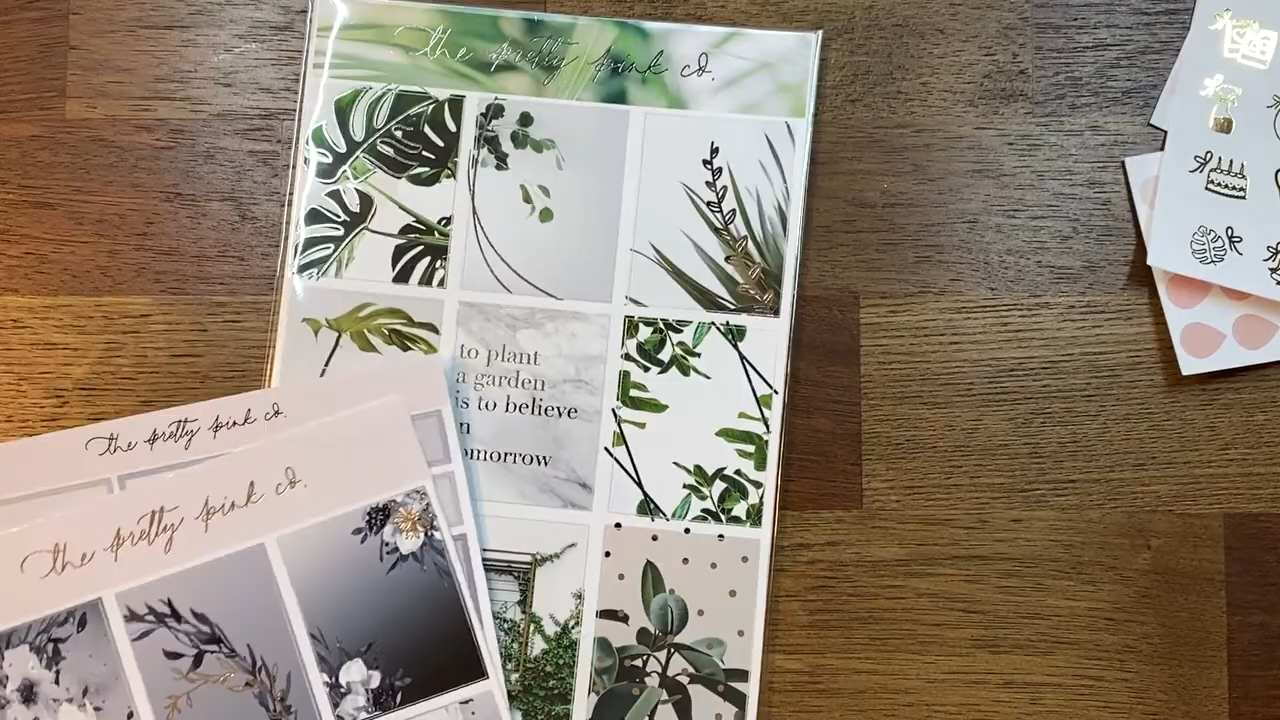 the pretty pink co.
to plant
a garden
is to believe
n
omorrow
the pretty pink co.
the pretty pink co.